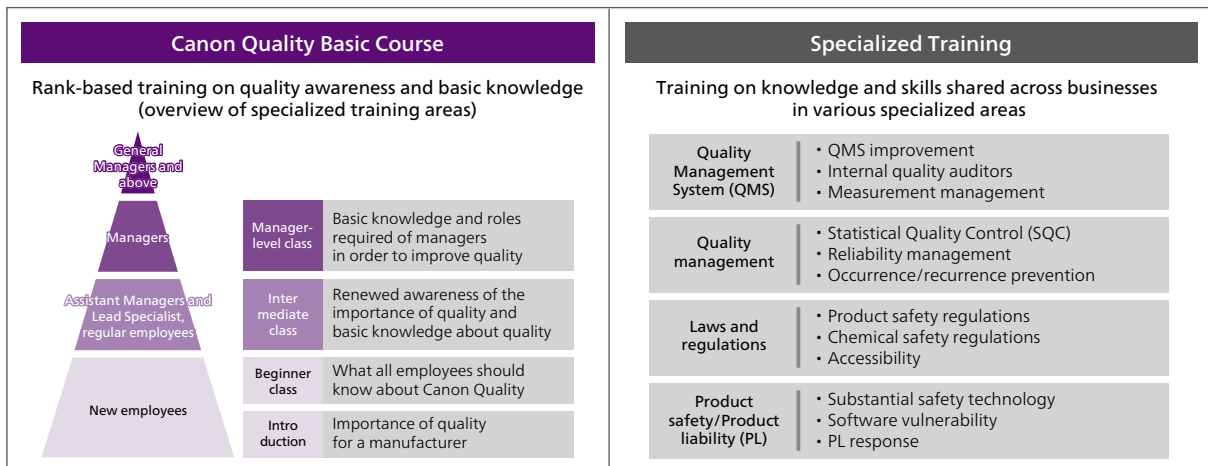 Canon Quality Basic Course
Rank-based training on quality awareness and basic knowledge
(overview of specialized training areas)
General
Managers and
above
Managers
Manager-
level class
Basic knowledge and roles
required of managers
in order to improve quality
Assistant Managers and
Lead Specialist,
regular employees
Inter
mediate
class
Renewed awareness of the
importance of quality and
basic knowledge about quality
New employees
Beginner
class
What all employees should
know about Canon Quality
Intro
duction
Importance of quality
for a manufacturer
Specialized Training
Training on knowledge and skills shared across businesses
in various specialized areas
Quality
Management
System (QMS)
・QMS improvement
・Internal quality auditors
・Measurement management
Quality
management
・Statistical Quality Control (SQC)
・Reliability management
・Occurrence/recurrence prevention
Laws and
regulations
・Product safety regulations
・Chemical safety regulations
・Accessibility
Product
safety/Product
liability (PL)
・Substantial safety technology
・Software vulnerability
・PL response